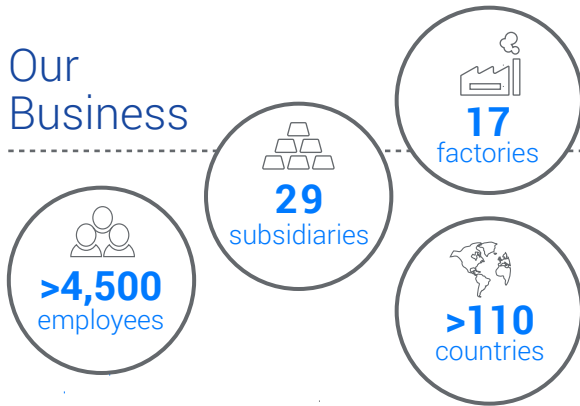 Our
Business
17
factories
29
subsidiaries
>4,500
employees
>110
countries